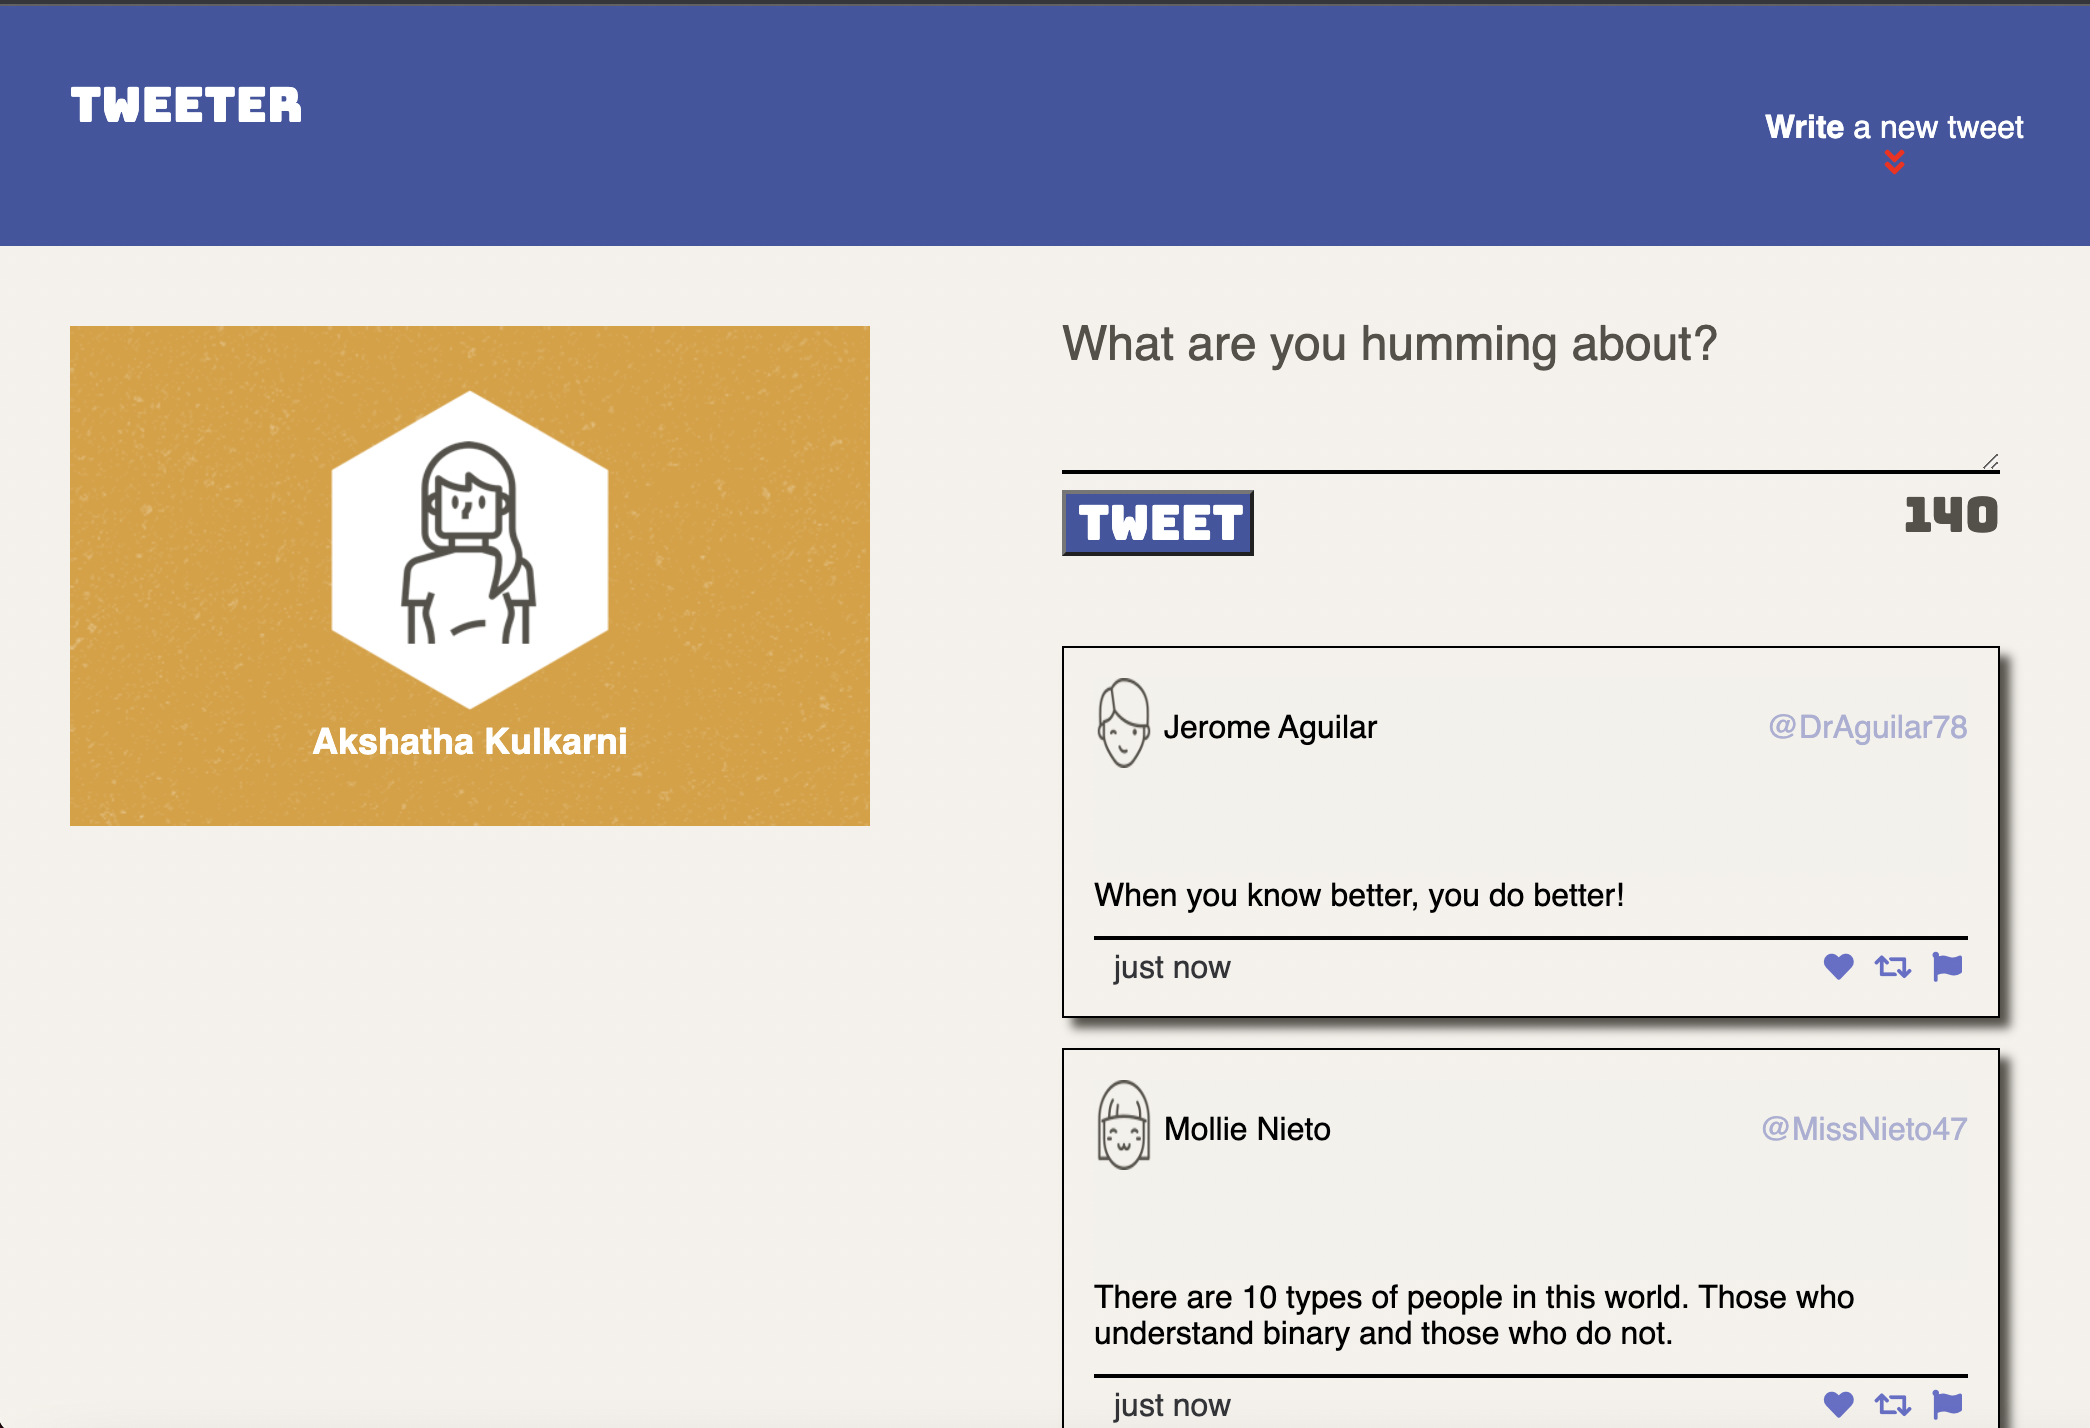 TWEETER
Write a new tweet
Akshatha Kulkarni
What are you humming about?
TWEET
140
Jerome Aguilar
@DrAguilar78
When you know better, you do better!
just now
Mollie Nieto
@MissNieto47
There are 10 types of people in this world. Those who
understand binary and those who do not.
just now